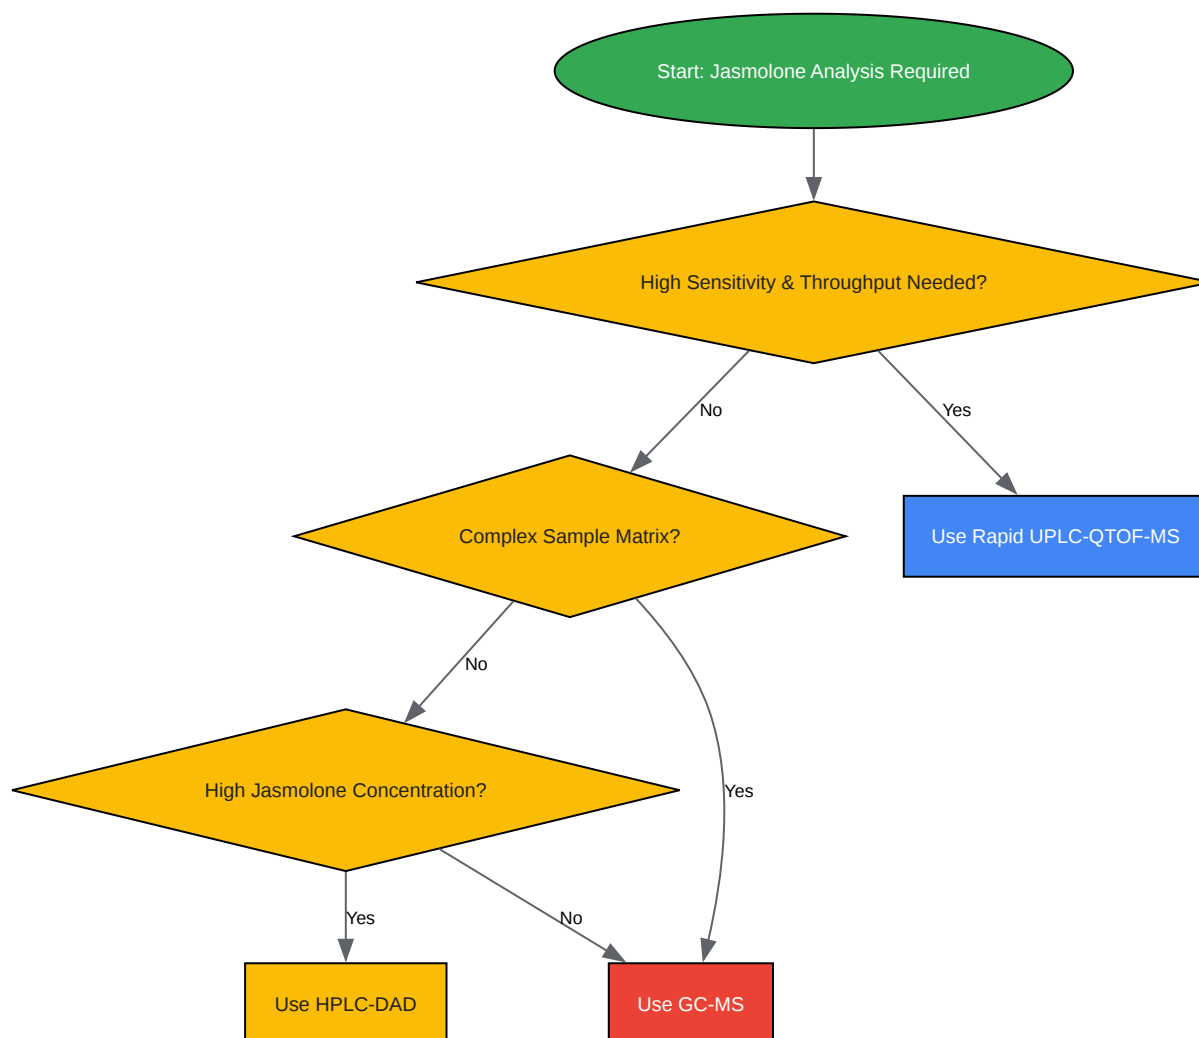 Start: Jasmolone Analysis Required
High Sensitivity & Throughput Needed?
No
Yes
Complex Sample Matrix?
Use Rapid UPLC-QTOF-MS
No
High Jasmolone Concentration?
Yes
Yes
No
Use HPLC-DAD
Use GC-MS